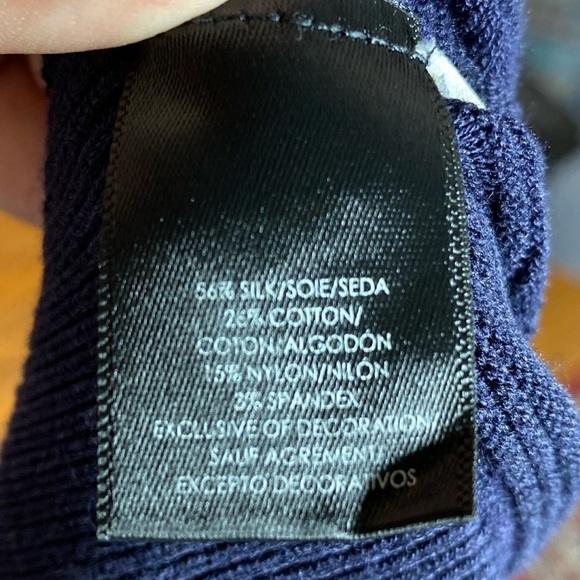 56% SILK/SOIE/SEDA
26% COTTON/
COTON/ALGODÓN
15% NYLON/NILÓN
3% SPANDEX
EXCLUSIVE OF DECORATION/
SAUF AGREMENT/
EXCEPTO DECORATIVOS